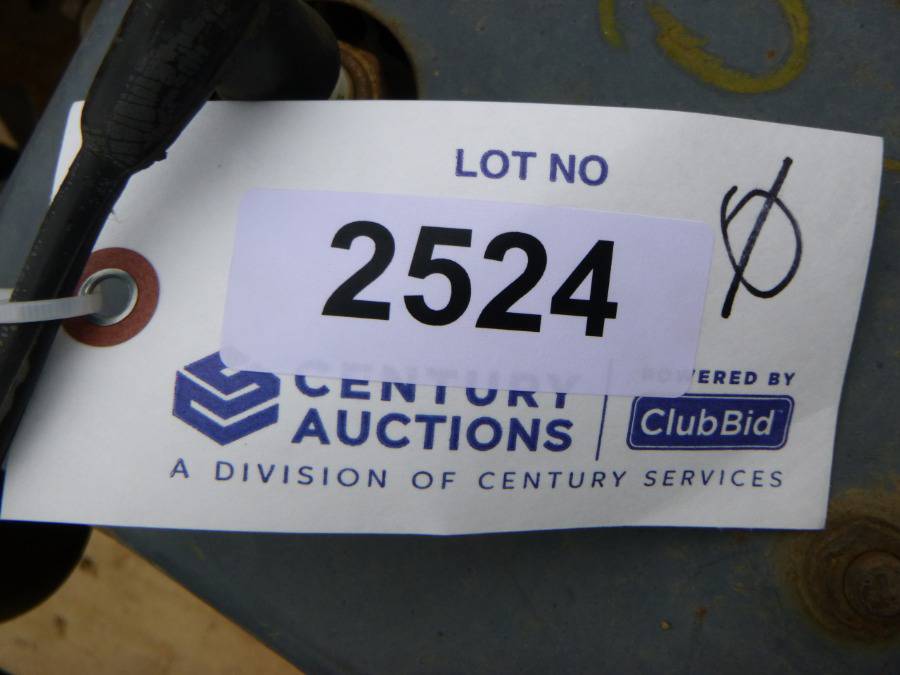 LOT NO
2524
CENTURY
AUCTIONS
POWERED BY
ClubBid
A DIVISION OF CENTURY SERVICES